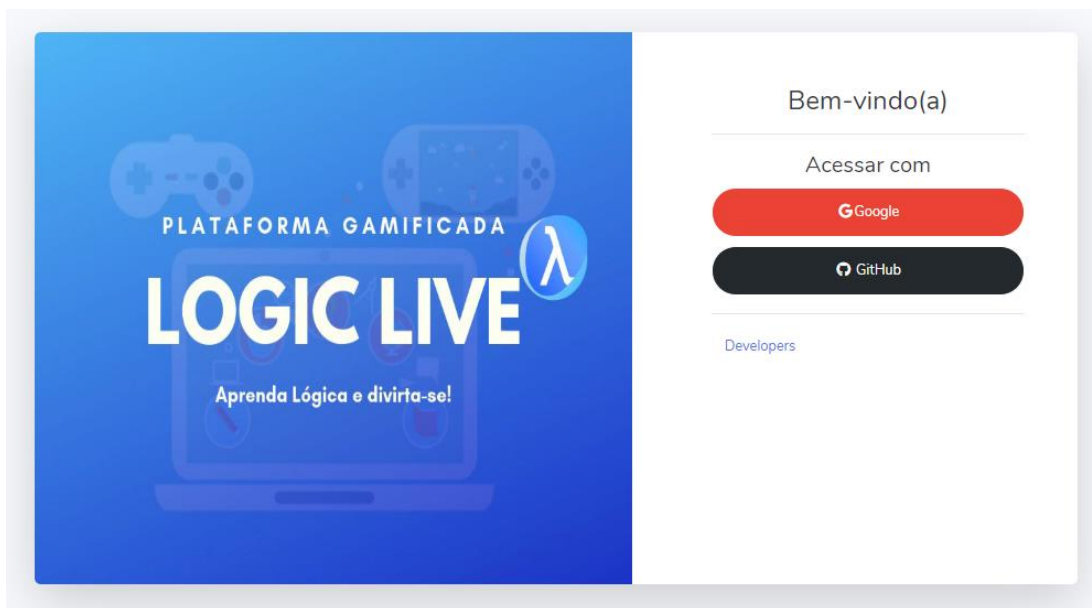 PLATAFORMA GAMIFICADA
λ
LOGIC LIVE
Aprenda Lógica e divirta-se!
Bem-vindo(a)
Acessar com
Google
GitHub
Developers